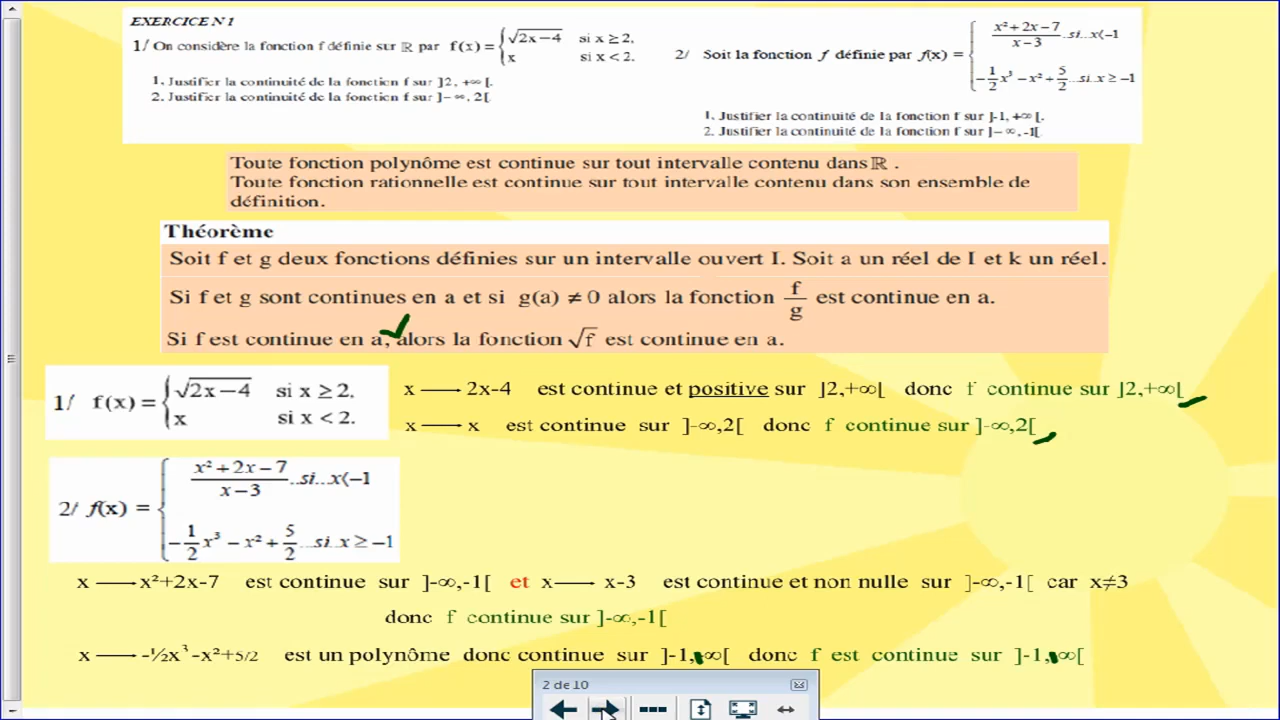 EXERCICE N 1
1/ On considère la fonction f définie sur ℝ par f(x) = { √2x−4 si x ≥ 2,
x si x < 2.
1. Justifier la continuité de la fonction f sur ]2, +∞[.
2. Justifier la continuité de la fonction f sur ]−∞, 2[
2/ Soit la fonction f définie par f(x) = { x²+2x−7 / x−3 ..si..x⟨−1
−1/2 x³ − x² + 5/2 ...si x ≥ −1
1. Justifier la continuité de la fonction f sur ]-1, +∞[.
2. Justifier la continuité de la fonction f sur ]−∞,-1[
Toute fonction polynôme est continue sur tout intervalle contenu dans ℝ .
Toute fonction rationnelle est continue sur tout intervalle contenu dans son ensemble de
définition.
Théorème
Soit f et g deux fonctions définies sur un intervalle ouvert I. Soit a un réel de I et k un réel.
Si f et g sont continues en a et si g(a) ≠ 0 alors la fonction f/g est continue en a.
Si f est continue en a, alors la fonction √f est continue en a.
1/ f(x) = { √2x−4 si x ≥ 2,
x si x < 2.
x ⟶ 2x-4 est continue et positive sur ]2,+∞[ donc f continue sur ]2,+∞[
x ⟶ x est continue sur ]-∞,2[ donc f continue sur ]-∞,2[
2/ f(x) = { x²+2x−7 / x−3 ..si..x⟨−1
−1/2 x³ − x² + 5/2 ...si x ≥ −1
x ⟶ x²+2x-7 est continue sur ]-∞,-1[ et x ⟶ x-3 est continue et non nulle sur ]-∞,-1[ car x≠3
donc f continue sur ]-∞,-1[
x ⟶ -½x³-x²+5/2 est un polynôme donc continue sur ]-1,+∞[ donc f est continue sur ]-1,+∞[
2 de 10